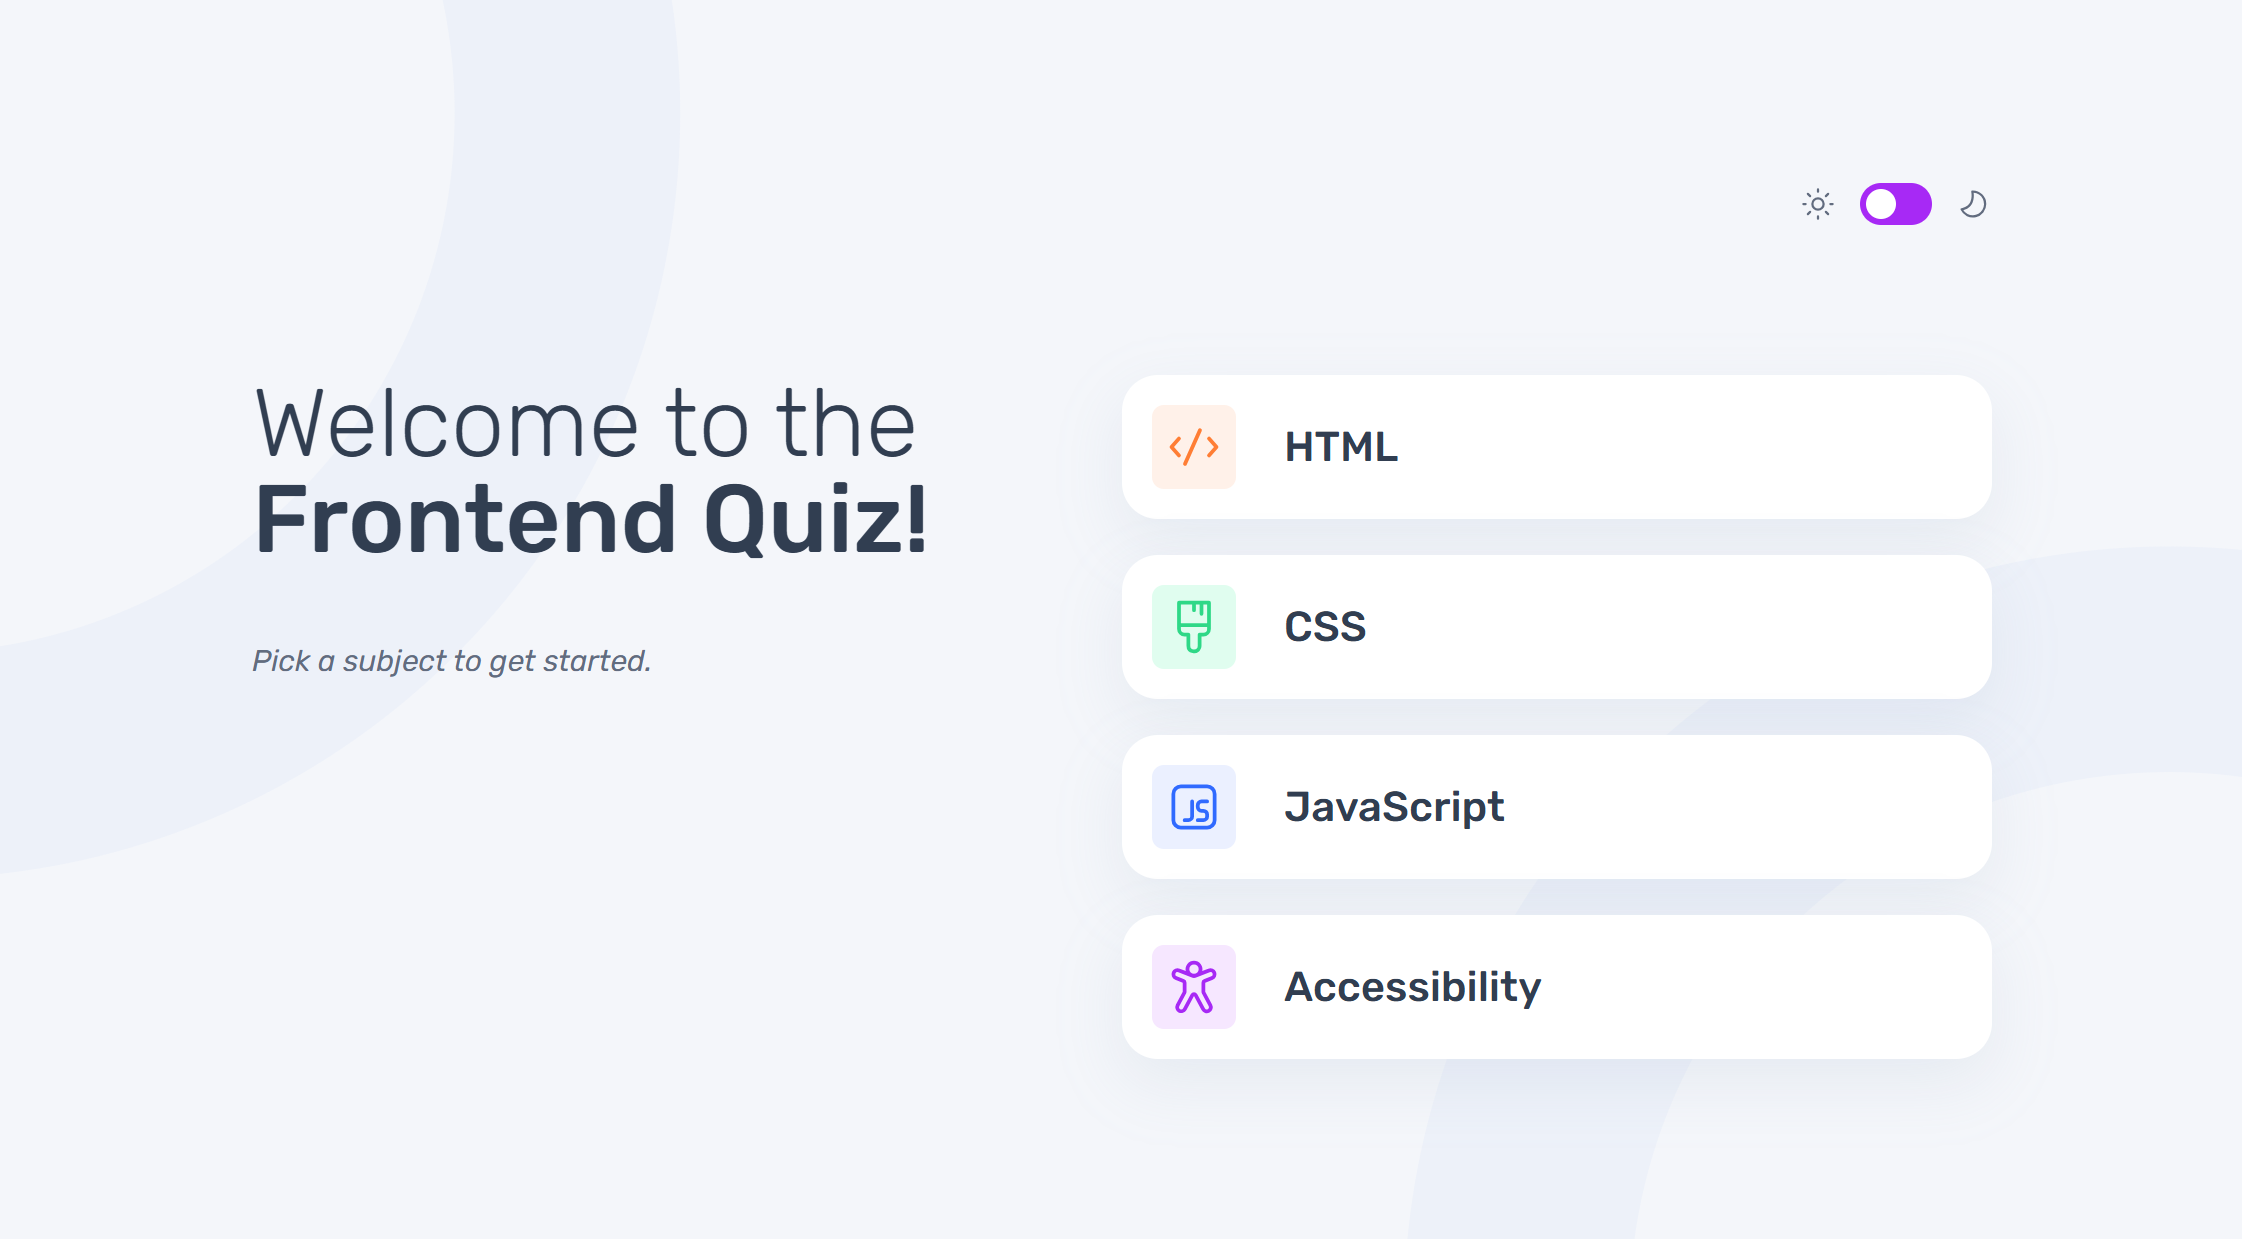 Welcome to the
Frontend Quiz!
Pick a subject to get started.
HTML
CSS
JS
JavaScript
Accessibility